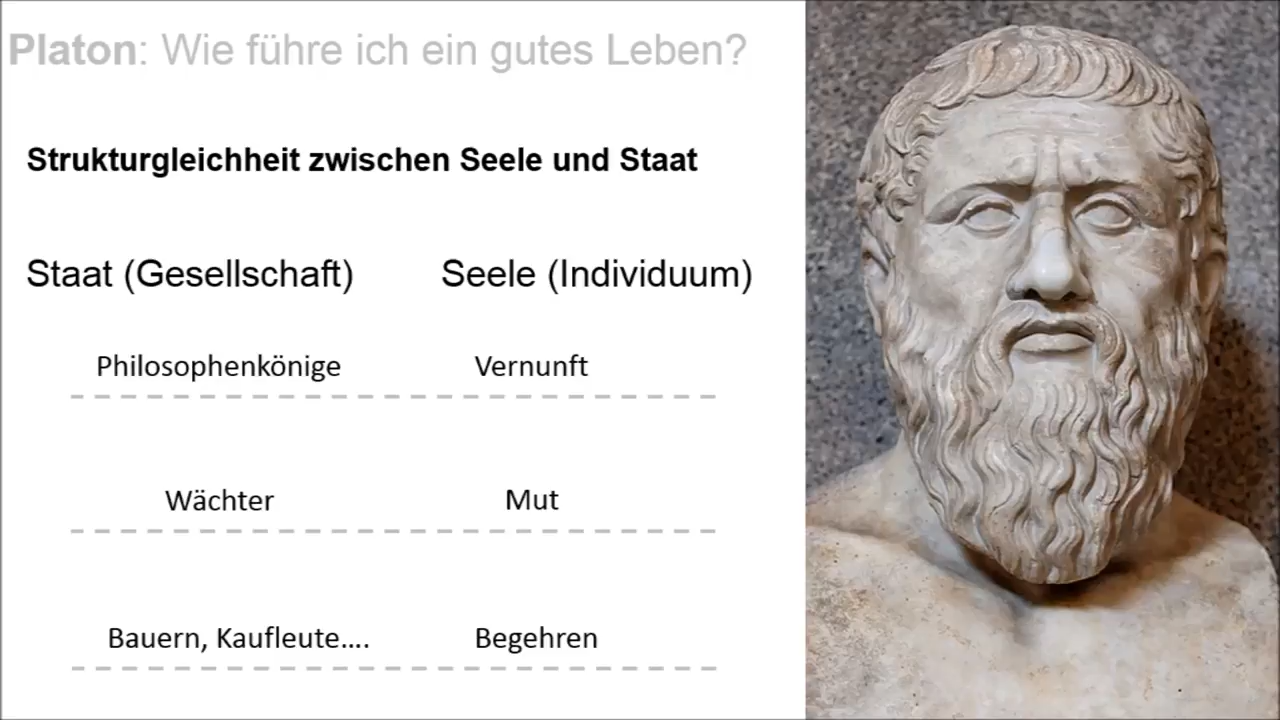 Platon: Wie führe ich ein gutes Leben?
Strukturgleichheit zwischen Seele und Staat
Staat (Gesellschaft) Seele (Individuum)
Philosophenkönige Vernunft
Wächter Mut
Bauern, Kaufleute.... Begehren